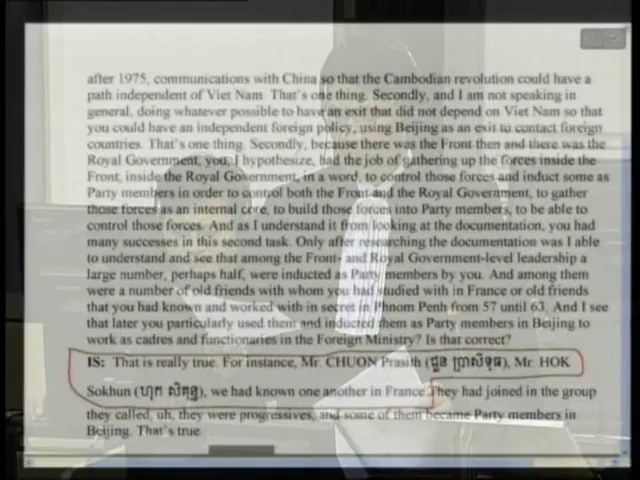 after 1975, communications with China so that the Cambodian revolution could have a
path independent of Viet Nam. That's one thing. Secondly, and I am not speaking in
general, doing whatever possible to have an exit that did not depend on Viet Nam so that
you could have an independent foreign policy, using Beijing as an exit to contact foreign
countries. That's one thing. Secondly, because there was the Front then and there was the
Royal Government, you, I hypothesize, had the job of gathering up the forces inside the
Front, inside the Royal Government, in a word, to control those forces and induct some as
Party members in order to control both the Front and the Royal Government, to gather
those forces as an internal core, to build those forces into Party members, to be able to
control those forces. And as I understand it from looking at the documentation, you had
many successes in this second task. Only after researching the documentation was I able
to understand and see that among the Front- and Royal Government-level leadership a
large number, perhaps half, were inducted as Party members by you. And among them
were a number of old friends with whom you had studied with in France or old friends
that you had known and worked with in secret in Phnom Penh from 57 until 63. And I see
that later you particularly used them and inducted them as Party members in Beijing to
work as cadres and functionaries in the Foreign Ministry? Is that correct?
IS: That is really true. For instance, Mr. CHUON Prasith (ជួន ប្រាសិទ្ធ), Mr. HOK
Sokhun (ហុក សុគន្ធ), we had known one another in France. They had joined in the group
they called, uh, they were progressives, and some of them became Party members in
Beijing. That's true.